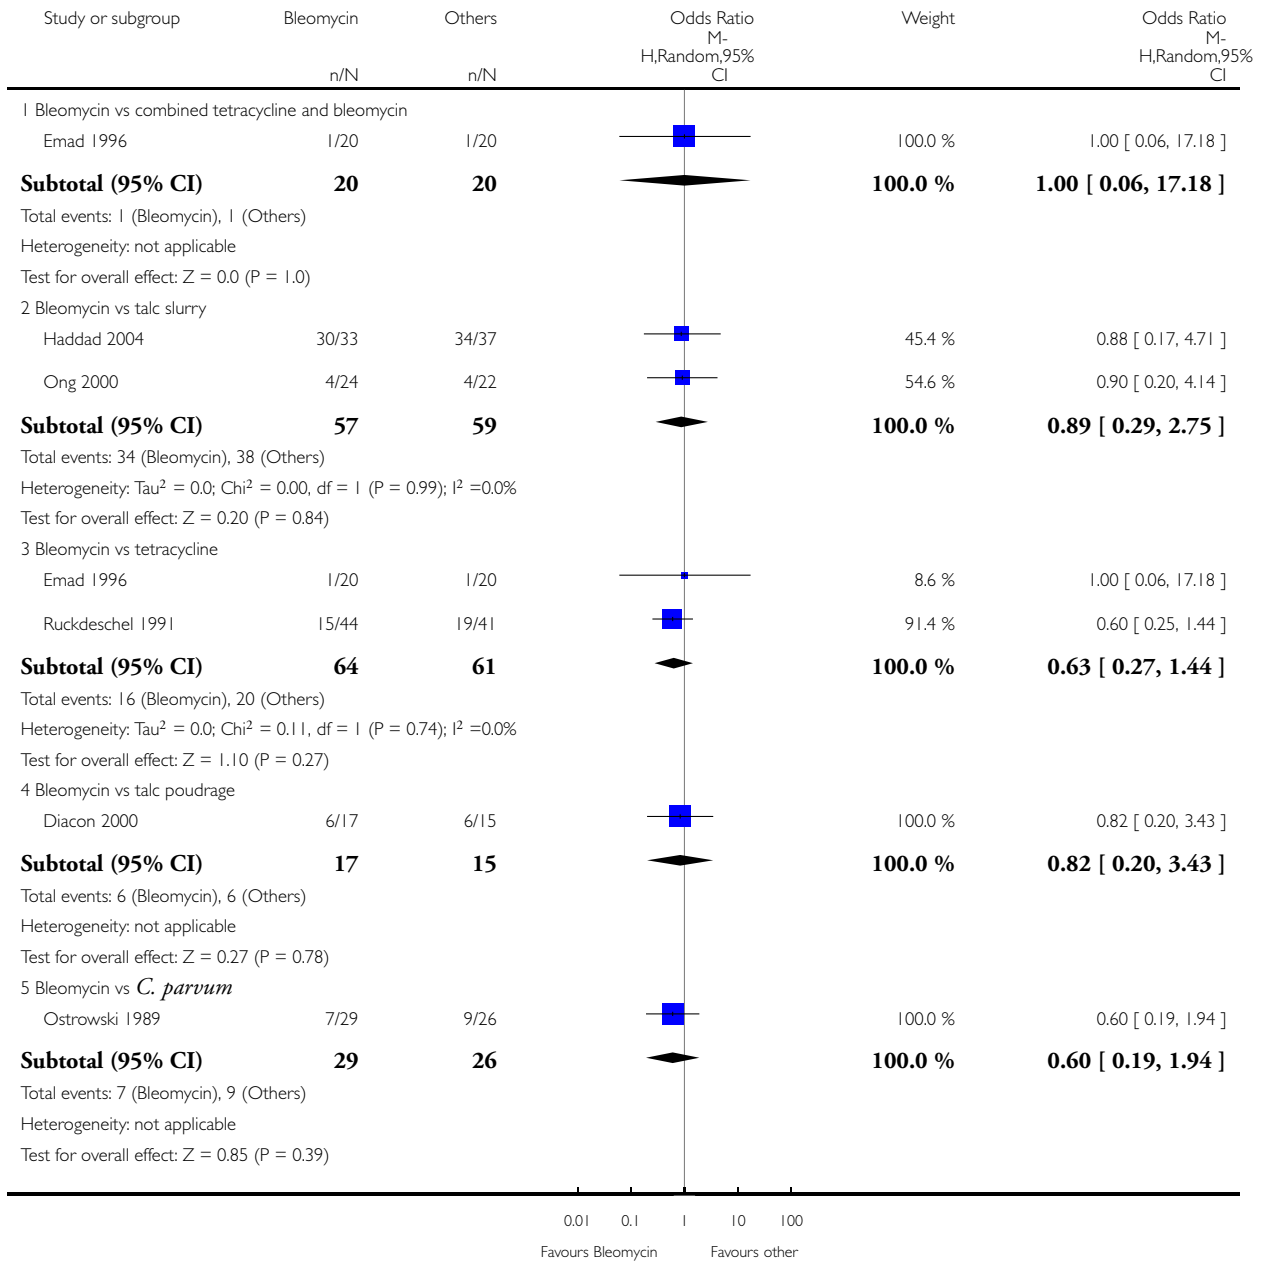 Study or subgroup Bleomycin Others Odds Ratio Weight Odds Ratio
M- M-
H,Random,95% H,Random,95%
n/N n/N CI CI
1 Bleomycin vs combined tetracycline and bleomycin
Emad 1996 1/20 1/20 100.0 % 1.00 [ 0.06, 17.18 ]
Subtotal (95% CI) 20 20 100.0 % 1.00 [ 0.06, 17.18 ]
Total events: 1 (Bleomycin), 1 (Others)
Heterogeneity: not applicable
Test for overall effect: Z = 0.0 (P = 1.0)
2 Bleomycin vs talc slurry
Haddad 2004 30/33 34/37 45.4 % 0.88 [ 0.17, 4.71 ]
Ong 2000 4/24 4/22 54.6 % 0.90 [ 0.20, 4.14 ]
Subtotal (95% CI) 57 59 100.0 % 0.89 [ 0.29, 2.75 ]
Total events: 34 (Bleomycin), 38 (Others)
Heterogeneity: Tau² = 0.0; Chi² = 0.00, df = 1 (P = 0.99); I² =0.0%
Test for overall effect: Z = 0.20 (P = 0.84)
3 Bleomycin vs tetracycline
Emad 1996 1/20 1/20 8.6 % 1.00 [ 0.06, 17.18 ]
Ruckdeschel 1991 15/44 19/41 91.4 % 0.60 [ 0.25, 1.44 ]
Subtotal (95% CI) 64 61 100.0 % 0.63 [ 0.27, 1.44 ]
Total events: 16 (Bleomycin), 20 (Others)
Heterogeneity: Tau² = 0.0; Chi² = 0.11, df = 1 (P = 0.74); I² =0.0%
Test for overall effect: Z = 1.10 (P = 0.27)
4 Bleomycin vs talc poudrage
Diacon 2000 6/17 6/15 100.0 % 0.82 [ 0.20, 3.43 ]
Subtotal (95% CI) 17 15 100.0 % 0.82 [ 0.20, 3.43 ]
Total events: 6 (Bleomycin), 6 (Others)
Heterogeneity: not applicable
Test for overall effect: Z = 0.27 (P = 0.78)
5 Bleomycin vs C. parvum
Ostrowski 1989 7/29 9/26 100.0 % 0.60 [ 0.19, 1.94 ]
Subtotal (95% CI) 29 26 100.0 % 0.60 [ 0.19, 1.94 ]
Total events: 7 (Bleomycin), 9 (Others)
Heterogeneity: not applicable
Test for overall effect: Z = 0.85 (P = 0.39)
0.01 0.1 1 10 100
Favours Bleomycin Favours other